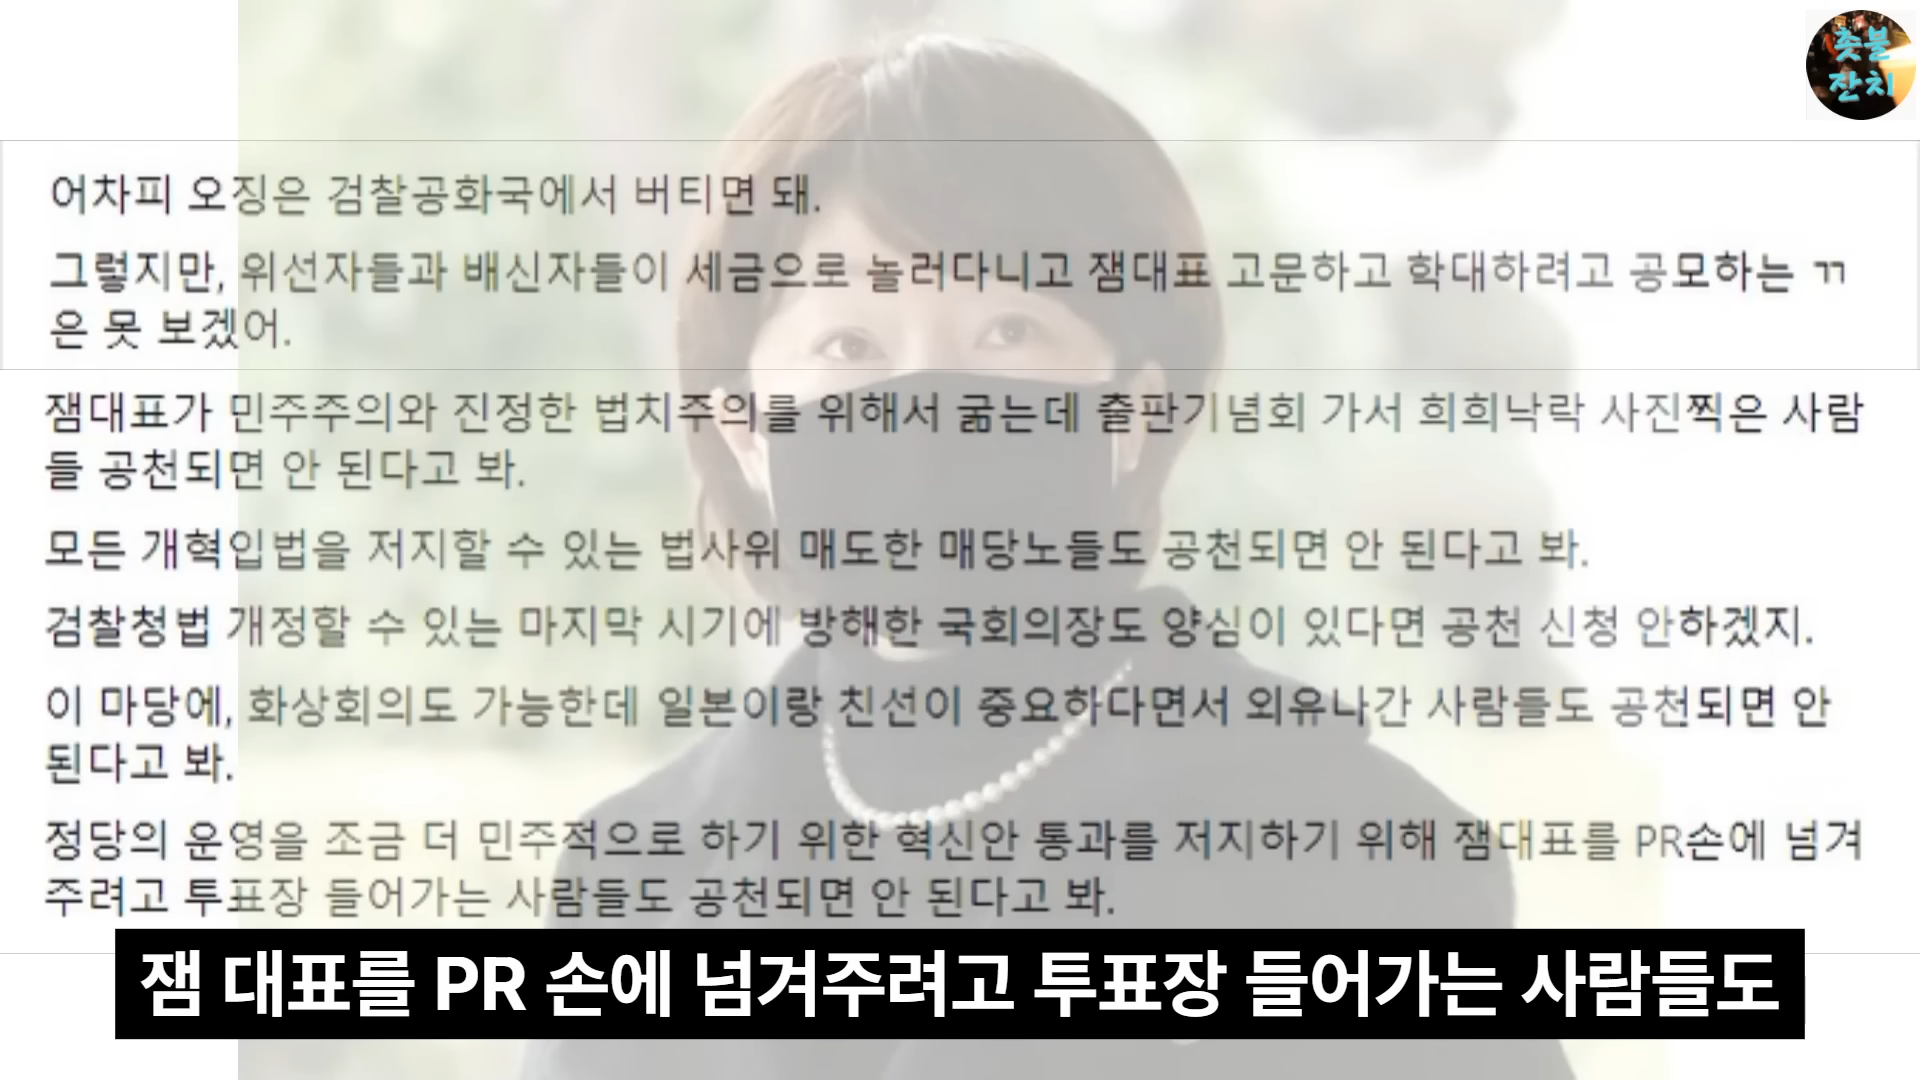 촛불
잔치
어차피 오징은 검찰공화국에서 버티면 돼.
그렇지만, 위선자들과 배신자들이 세금으로 놀러다니고 잼대표 고문하고 학대하려고 공모하는 ㄲ
은 못 보겠어.
잼대표가 민주주의와 진정한 법치주의를 위해서 굶는데 출판기념회 가서 희희낙락 사진찍은 사람
들 공천되면 안 된다고 봐.
모든 개혁입법을 저지할 수 있는 법사위 매도한 매당노들도 공천되면 안 된다고 봐.
검찰청법 개정할 수 있는 마지막 시기에 방해한 국회의장도 양심이 있다면 공천 신청 안하겠지.
이 마당에, 화상회의도 가능한데 일본이랑 친선이 중요하다면서 외유나간 사람들도 공천되면 안
된다고 봐.
정당의 운영을 조금 더 민주적으로 하기 위한 혁신안 통과를 저지하기 위해 잼대표를 PR손에 넘겨
주려고 투표장 들어가는 사람들도 공천되면 안 된다고 봐.
잼 대표를 PR 손에 넘겨주려고 투표장 들어가는 사람들도